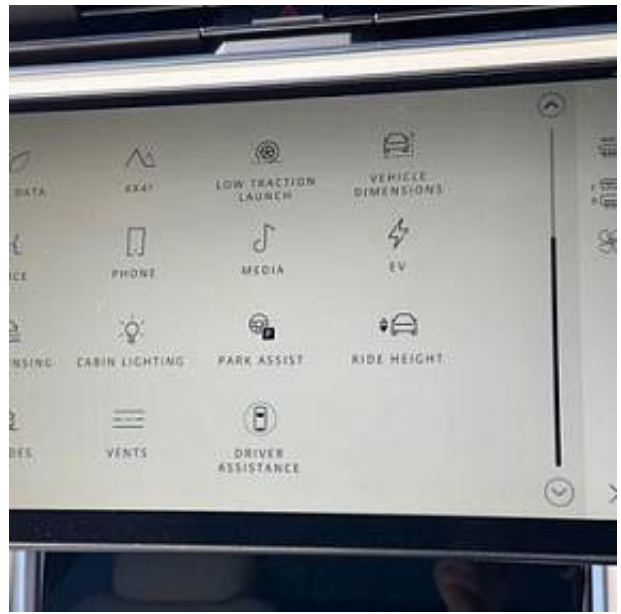 DATA
4X4I
LOW TRACTION
LAUNCH
VEHICLE
DIMENSIONS
PHONE
MEDIA
EV
CABIN LIGHTING
PARK ASSIST
P
RIDE HEIGHT
VENTS
DRIVER
ASSISTANCE